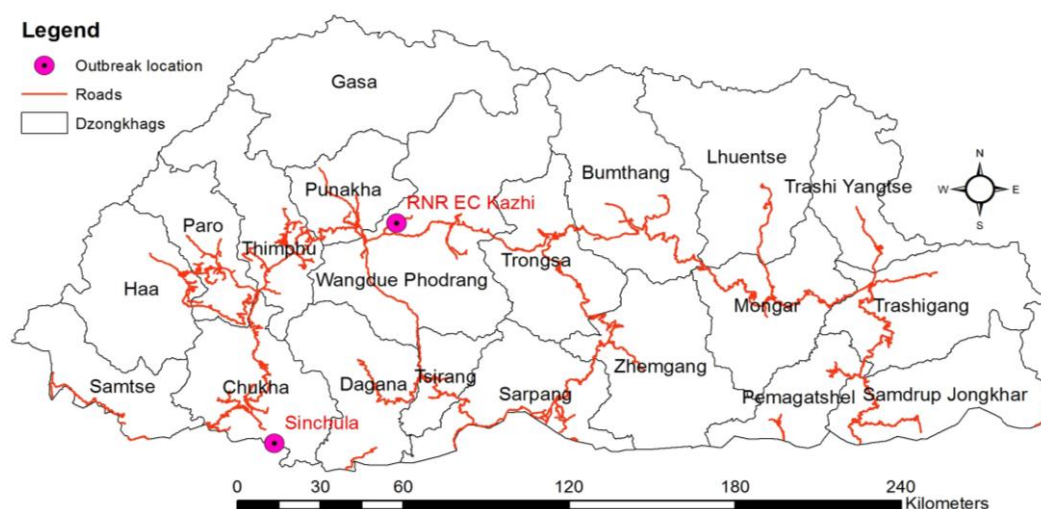 Legend
Outbreak location
Roads
Dzongkhags
Gasa
Punakha
RNR EC Kazhi
Bumthang
Lhuentse
Trashi Yangtse
N
W E
S
Paro
Thimphu
Haa
Wangdue Phodrang
Trongsa
Mongar
Trashigang
Samtse
Chukha
Dagana
Tsirang
Sarpang
Zhemgang
Pemagatshel
Samdrup Jongkhar
Sinchula
0 30 60 120 180 240
Kilometers